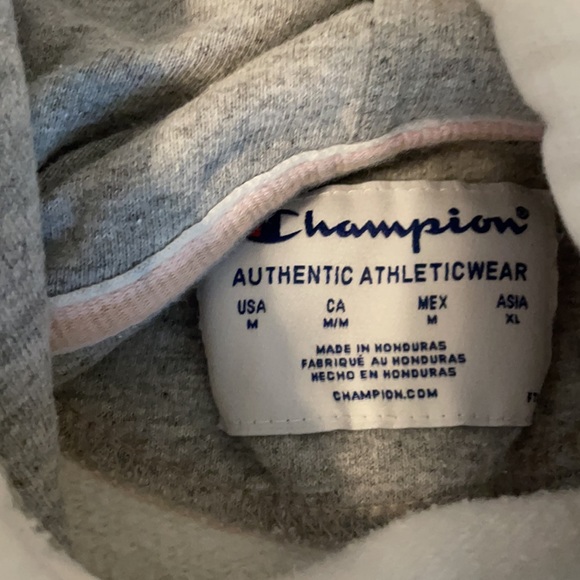 Champion®
AUTHENTIC ATHLETICWEAR
USA CA MEX ASIA
M M/M M XL
MADE IN HONDURAS
FABRIQUÉ AU HONDURAS
HECHO EN HONDURAS
CHAMPION.COM